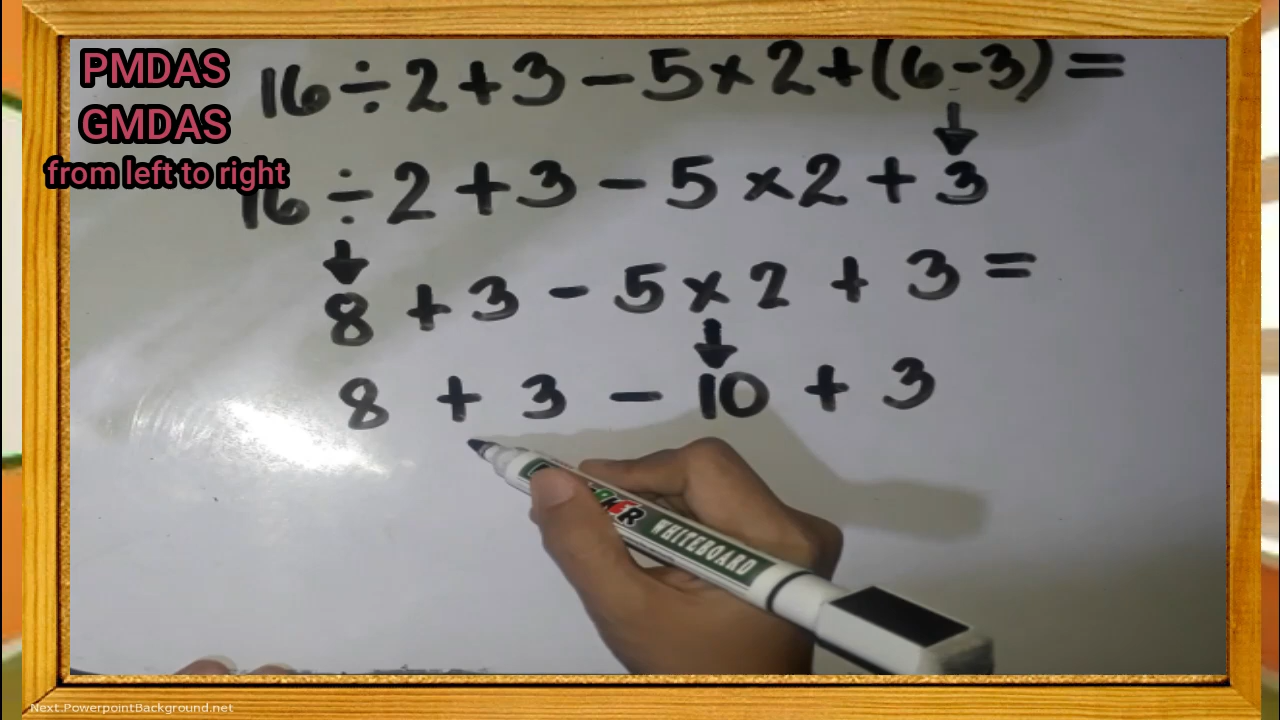 PMDAS
GMDAS
from left to right
16 ÷ 2 + 3 − 5 × 2 + (6 - 3) =
16 ÷ 2 + 3 − 5 × 2 + 3
8 + 3 − 5 × 2 + 3 =
8 + 3 − 10 + 3
WHITEBOARD
Next.PowerpointBackground.net